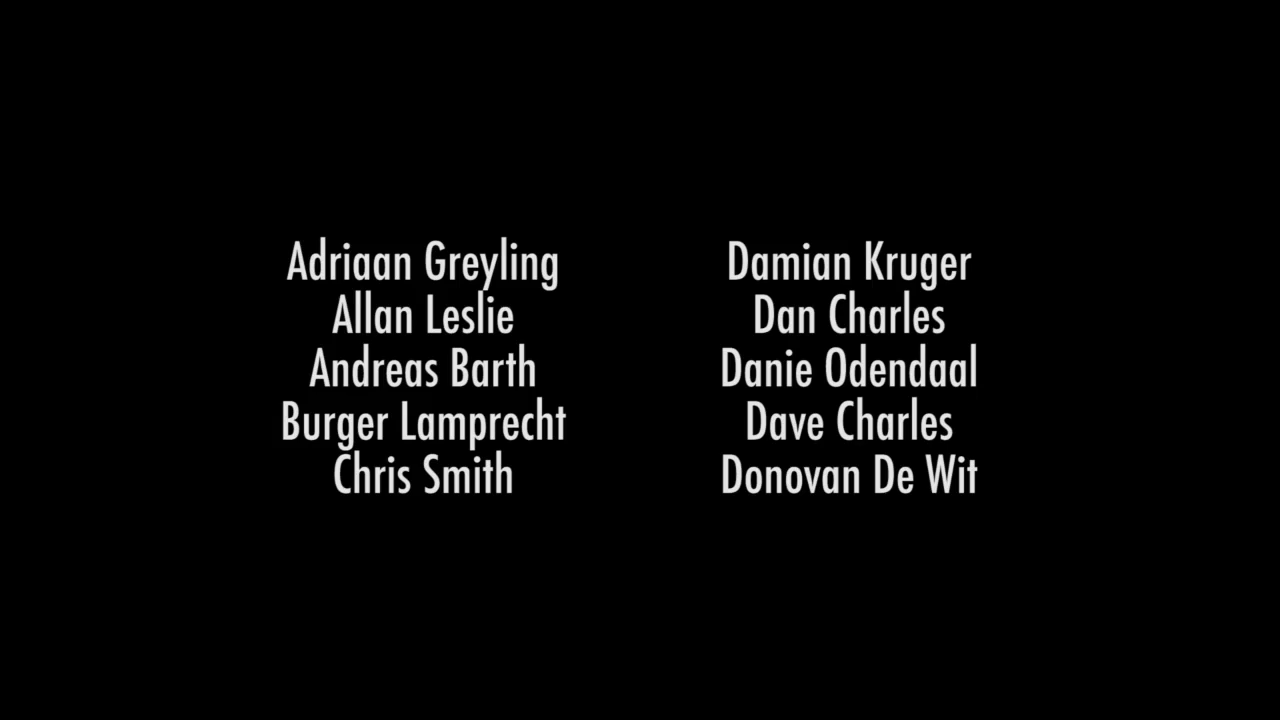 Adriaan Greyling
Allan Leslie
Andreas Barth
Burger Lamprecht
Chris Smith
Damian Kruger
Dan Charles
Danie Odendaal
Dave Charles
Donovan De Wit